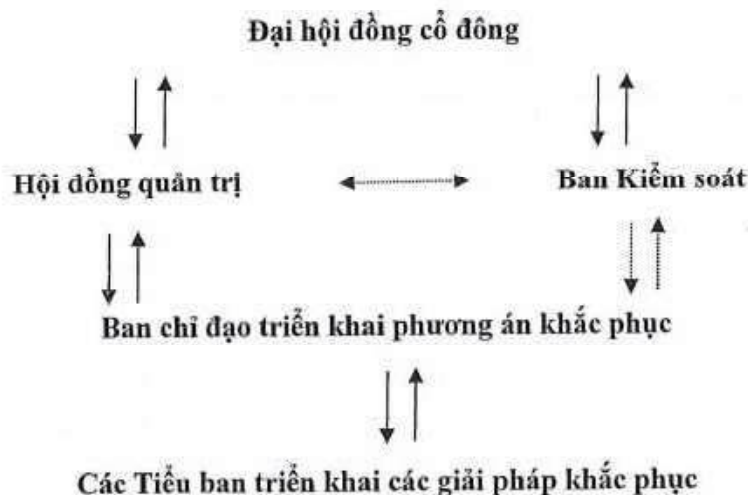 Đại hội đồng cổ đông
Hội đồng quản trị
Ban Kiểm soát
Ban chỉ đạo triển khai phương án khắc phục
Các Tiểu ban triển khai các giải pháp khắc phục